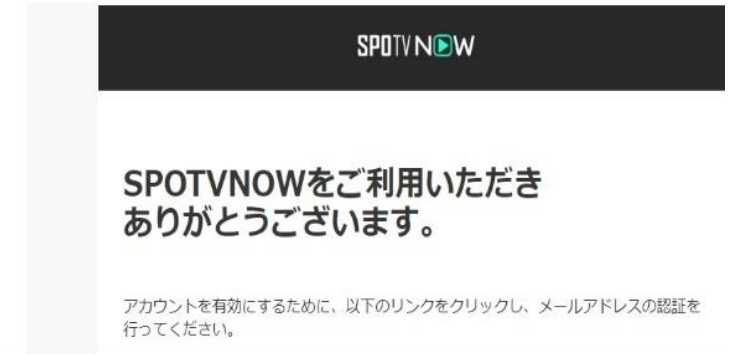 SPOTV NOW
SPOTVNOWをご利用いただき
ありがとうございます。
アカウントを有効にするために、以下のリンクをクリックし、メールアドレスの認証を
行ってください。